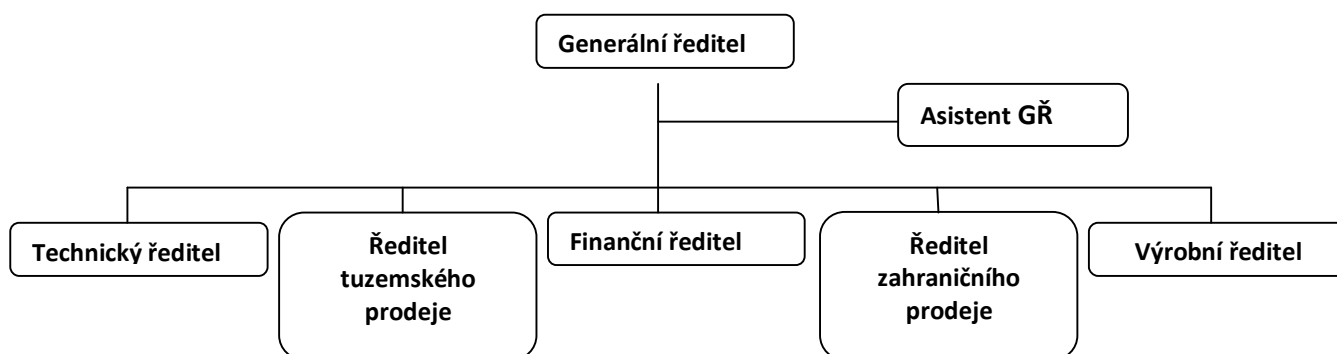 Generální ředitel
Asistent GŘ
Technický ředitel
Ředitel
tuzemského
prodeje
Finanční ředitel
Ředitel
zahraničního
prodeje
Výrobní ředitel